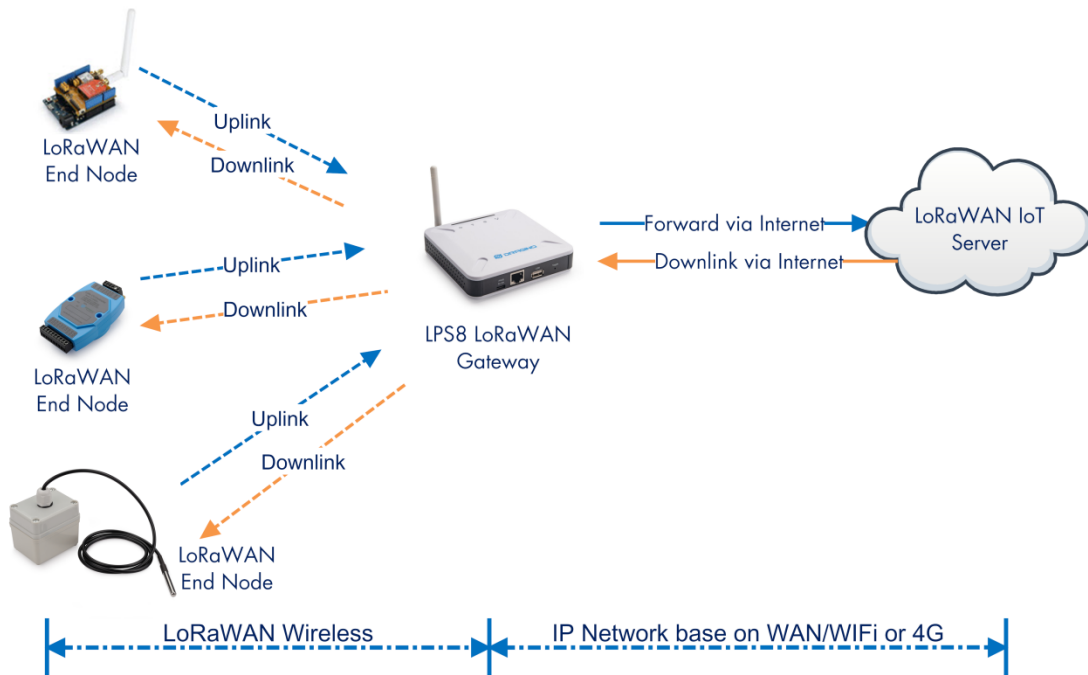 LoRaWAN
End Node
Uplink
Downlink
LoRaWAN
End Node
Uplink
Downlink
LoRaWAN
End Node
Uplink
Downlink
LPS8 LoRaWAN
Gateway
Forward via Internet
Downlink via Internet
LoRaWAN IoT
Server
LoRaWAN Wireless
IP Network base on WAN/WIFi or 4G